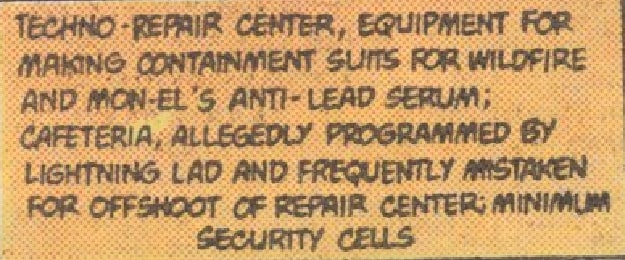 TECHNO-REPAIR CENTER, EQUIPMENT FOR
MAKING CONTAINMENT SUITS FOR WILDFIRE
AND MON-EL'S ANTI-LEAD SERUM;
CAFETERIA, ALLEGEDLY PROGRAMMED BY
LIGHTNING LAD AND FREQUENTLY MISTAKEN
FOR OFFSHOOT OF REPAIR CENTER; MINIMUM
SECURITY CELLS